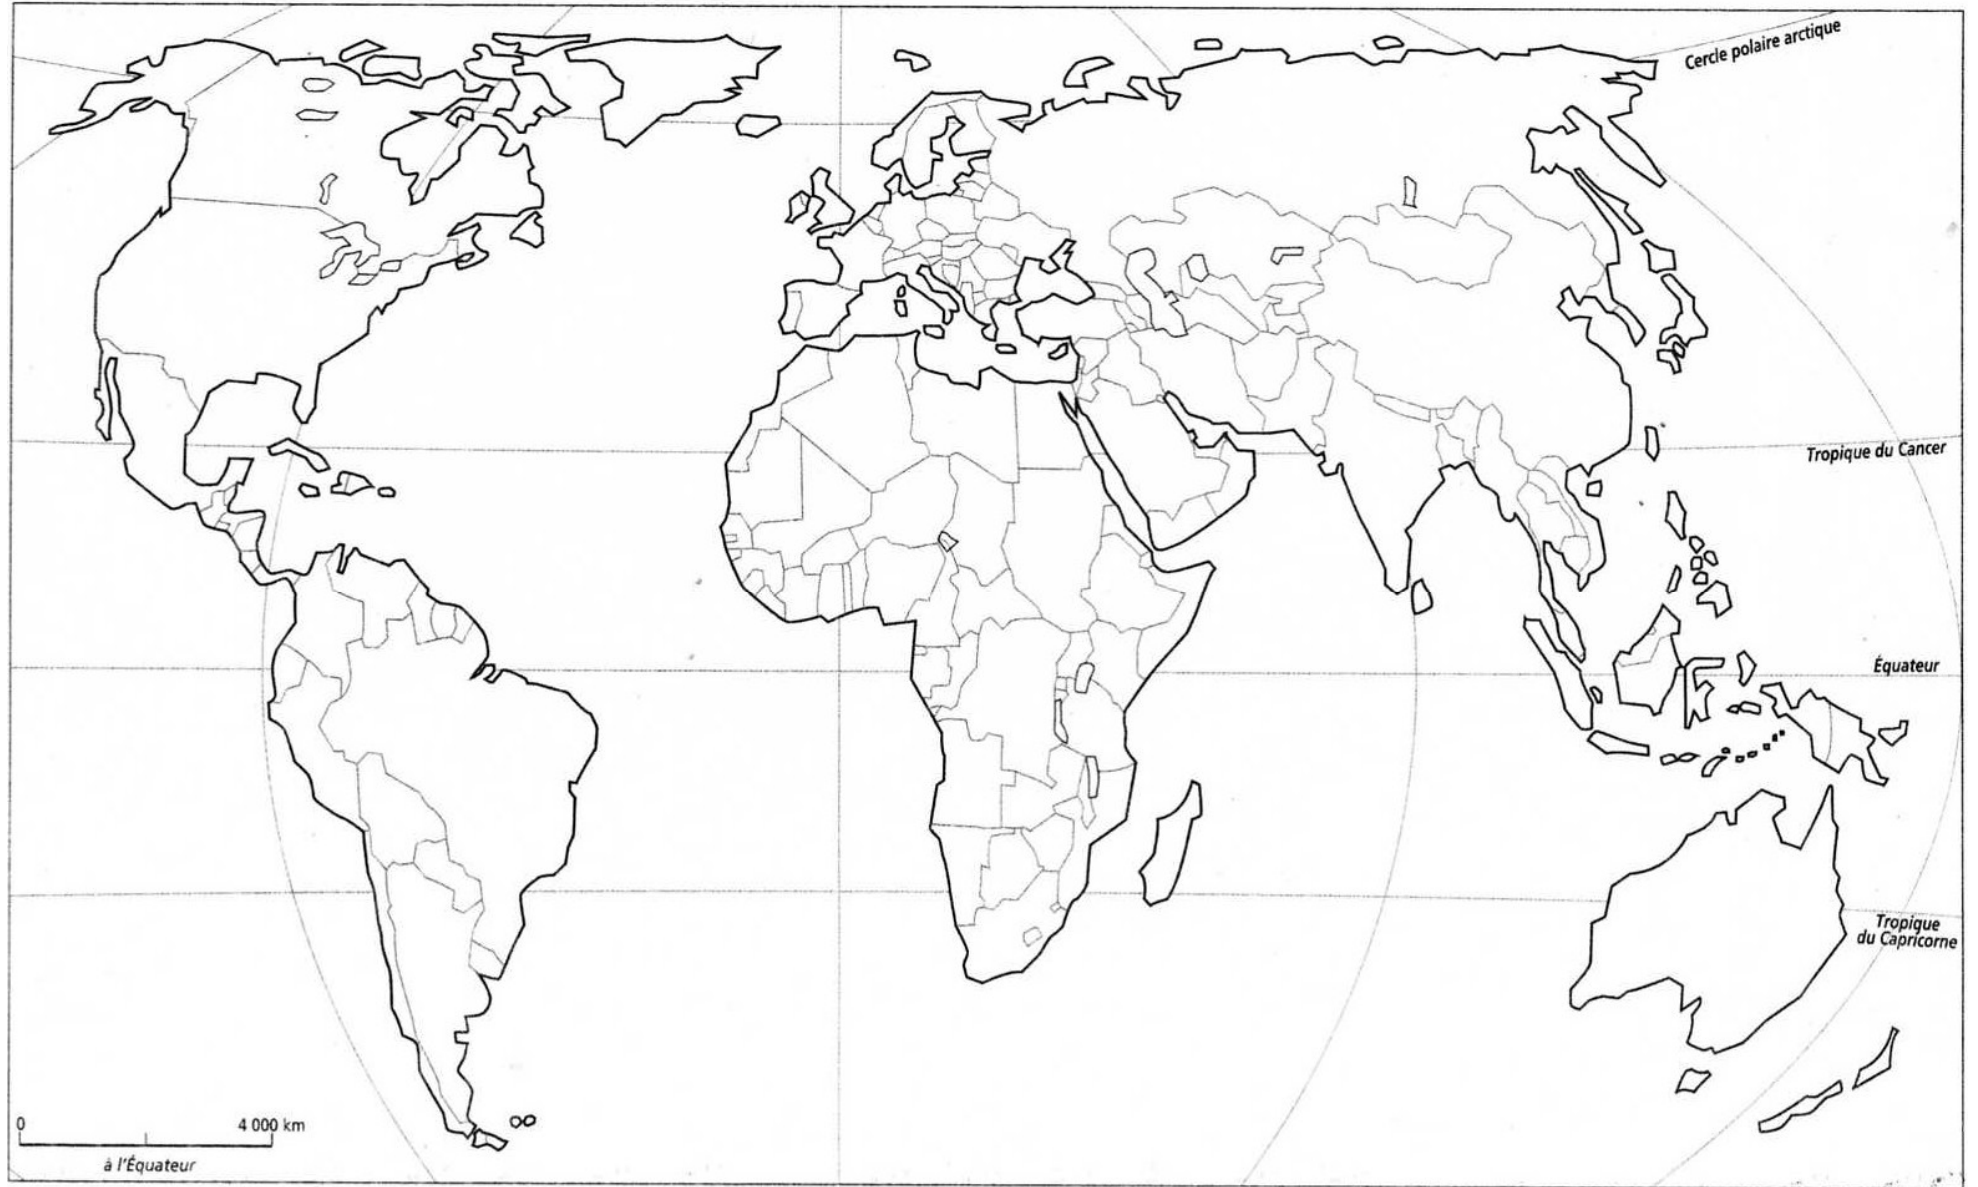 Cercle polaire arctique
Tropique du Cancer
Équateur
Tropique
du Capricorne
0 4 000 km
à l'Équateur